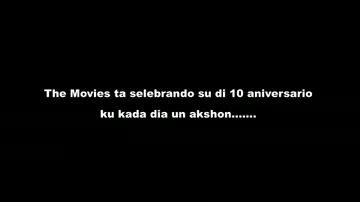 The Movies ta selebrando su di 10 aniversario
ku kada dia un akshon.......